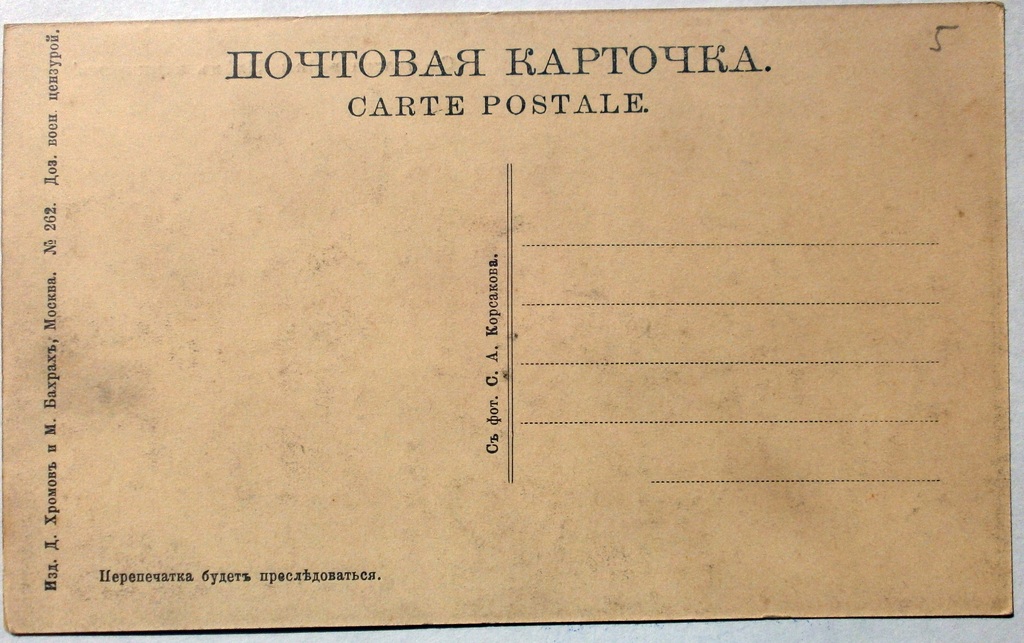 ПОЧТОВАЯ КАРТОЧКА.
CARTE POSTALE.
5
Изд. Д. Хромовъ и М. Бахрахъ, Москва. № 262. Доз. воен. цензурой.
Съ фот. С. А. Корсакова.
Перепечатка будетъ преслѣдоваться.